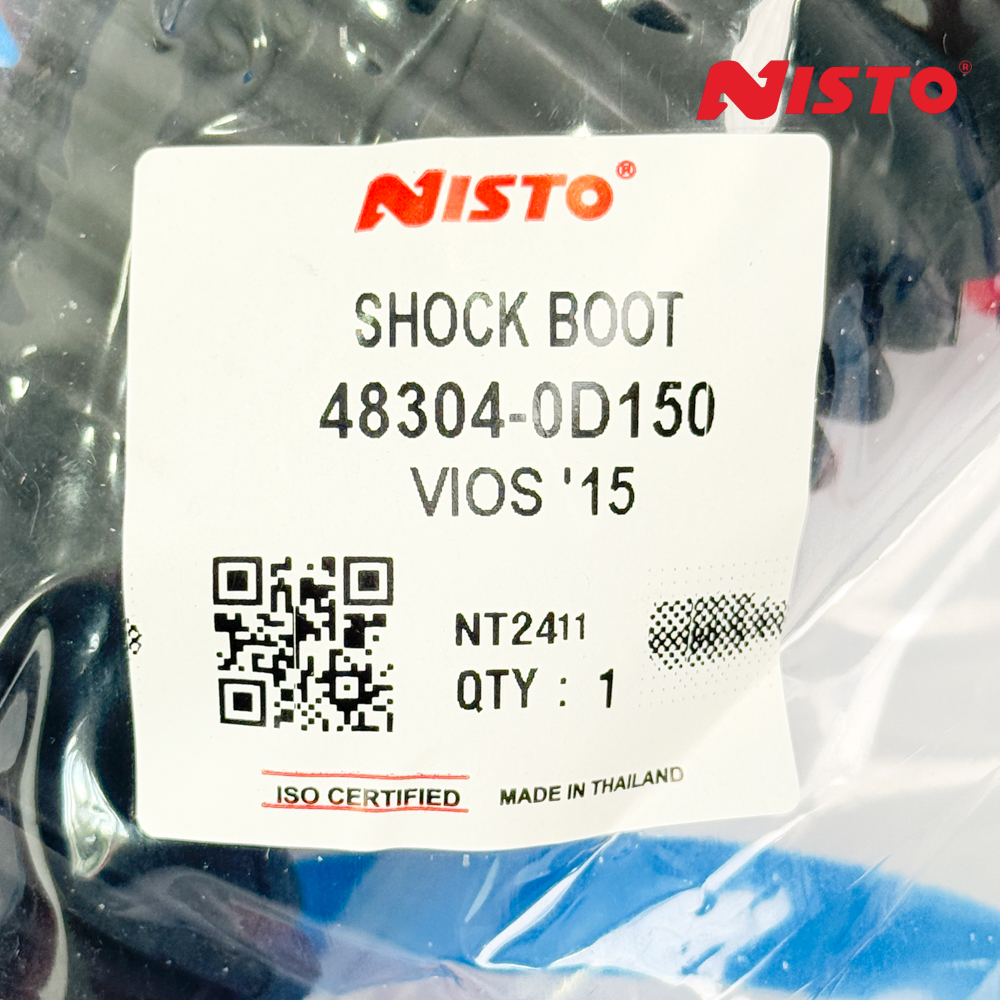 NISTO®
NISTO®
SHOCK BOOT
48304-0D150
VIOS '15
NT2411
QTY : 1
ISO CERTIFIED
MADE IN THAILAND